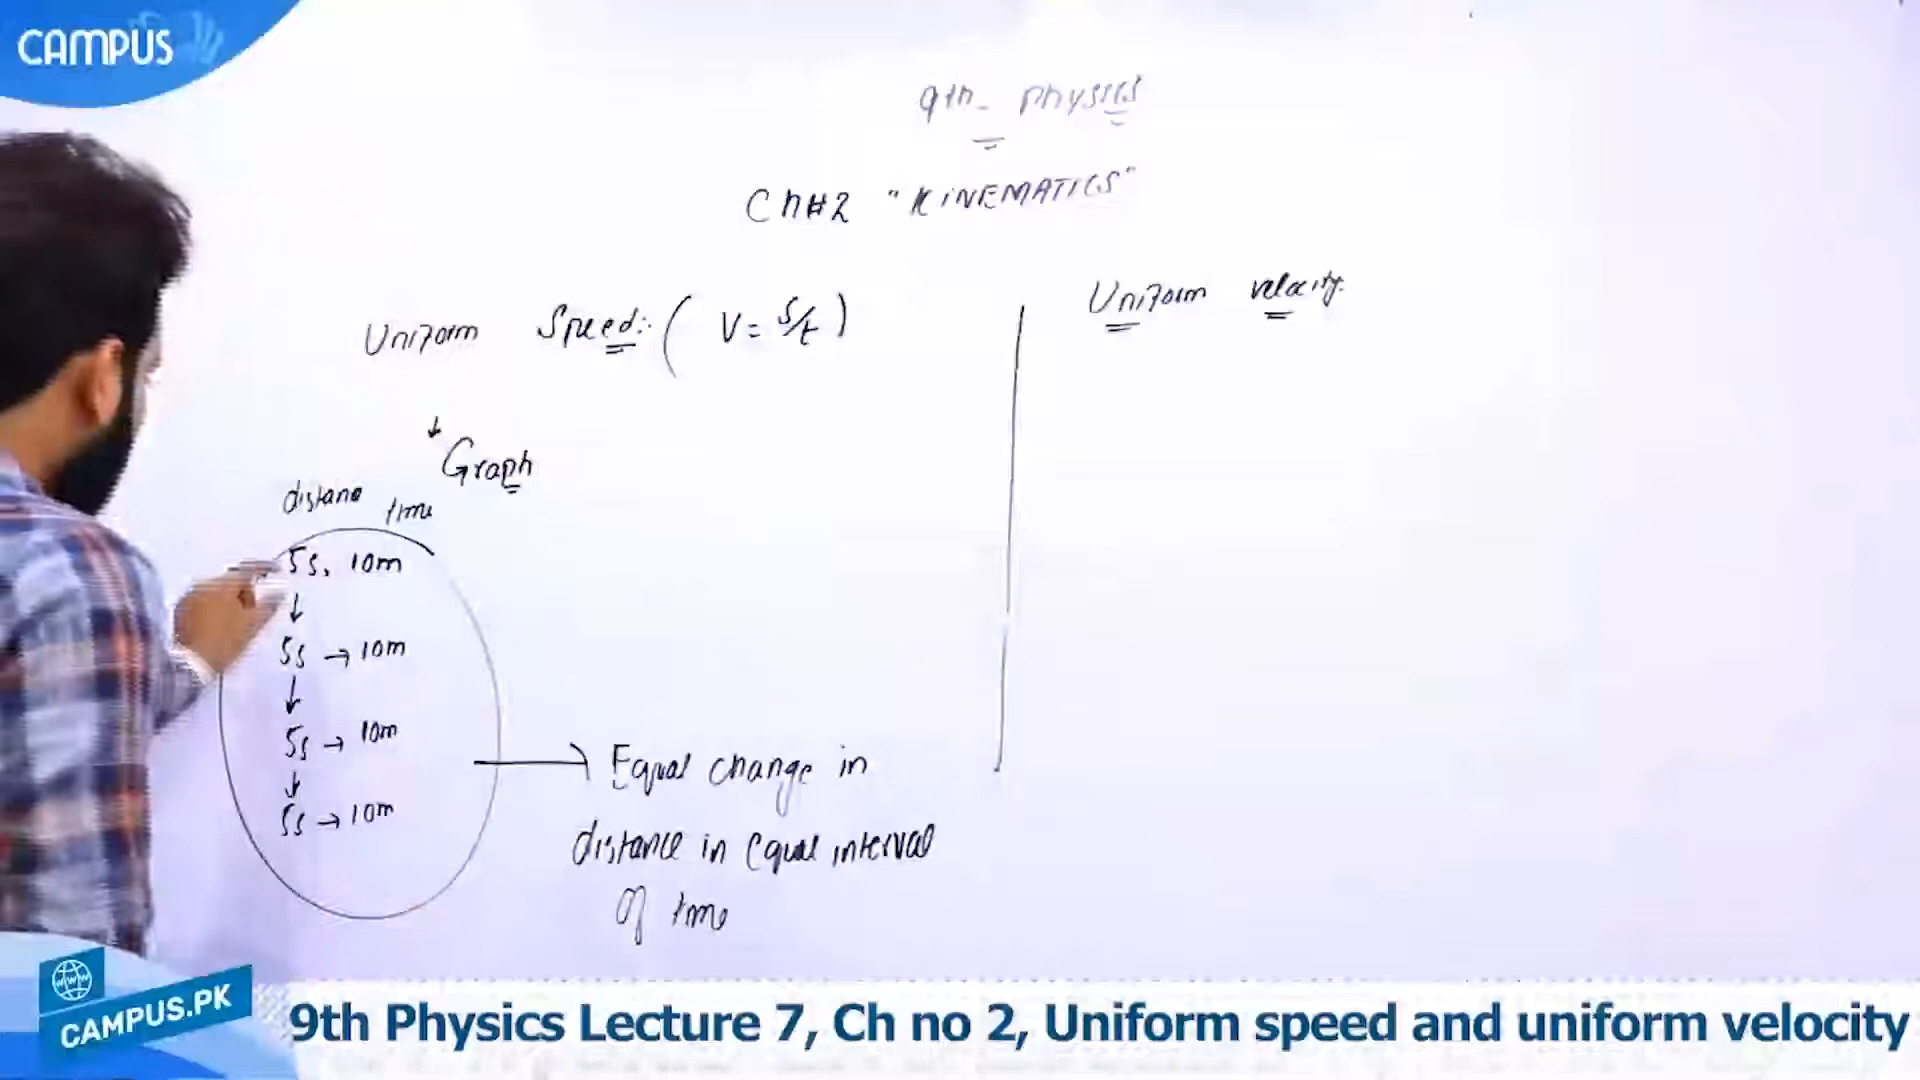 CAMPUS
9th - Physics
Ch#2 "KiNEMATICS"
Uniform Speed:- ( V = S/t )
Uniform velocity:
↓
Graph
distane time
5s, 10m
↓
5s → 10m
↓
5s → 10m
↓
5s → 10m
→ Equal change in
distance in Equal interval
of time
www
CAMPUS.PK
9th Physics Lecture 7, Ch no 2, Uniform speed and uniform velocity